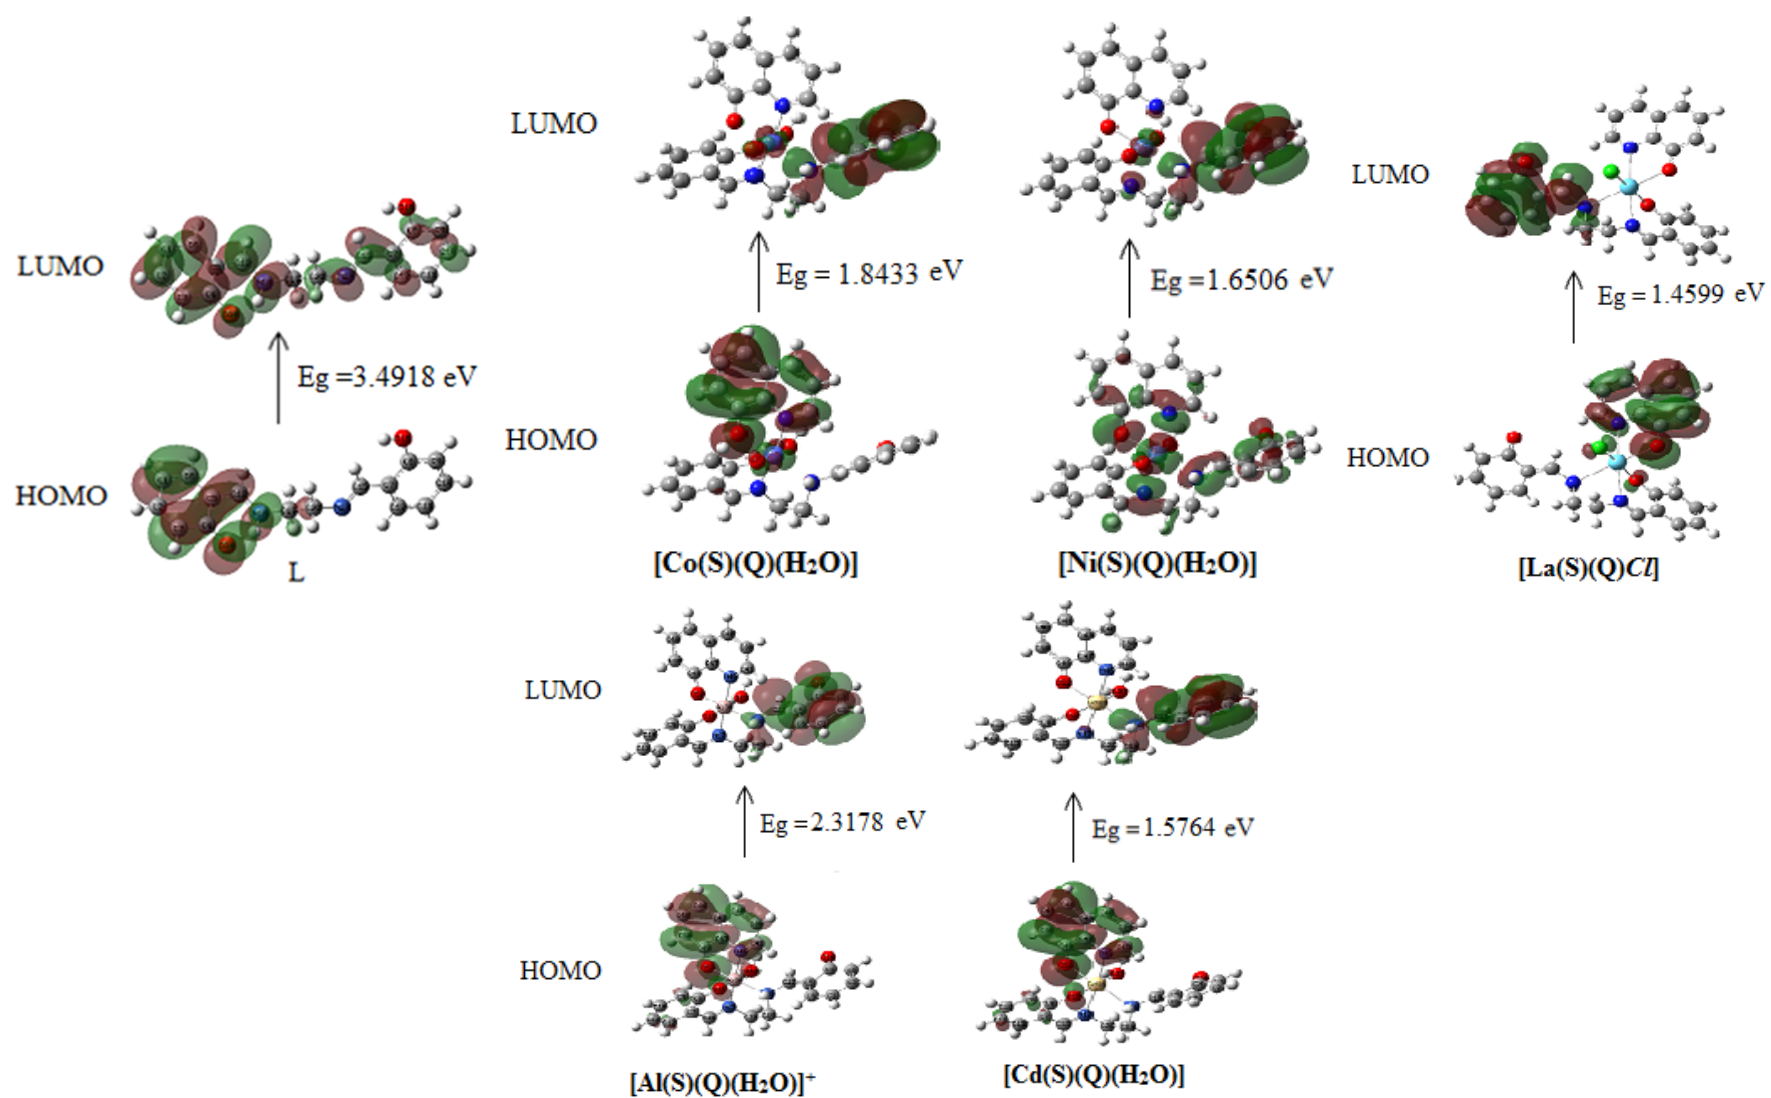 LUMO
Eg =3.4918 eV
HOMO
L
LUMO
Eg = 1.8433 eV
HOMO
[Co(S)(Q)(H2O)]
Eg =1.6506 eV
[Ni(S)(Q)(H2O)]
LUMO
Eg =1.4599 eV
HOMO
[La(S)(Q)Cl]
LUMO
Eg =2.3178 eV
HOMO
[Al(S)(Q)(H2O)]+
Eg =1.5764 eV
[Cd(S)(Q)(H2O)]